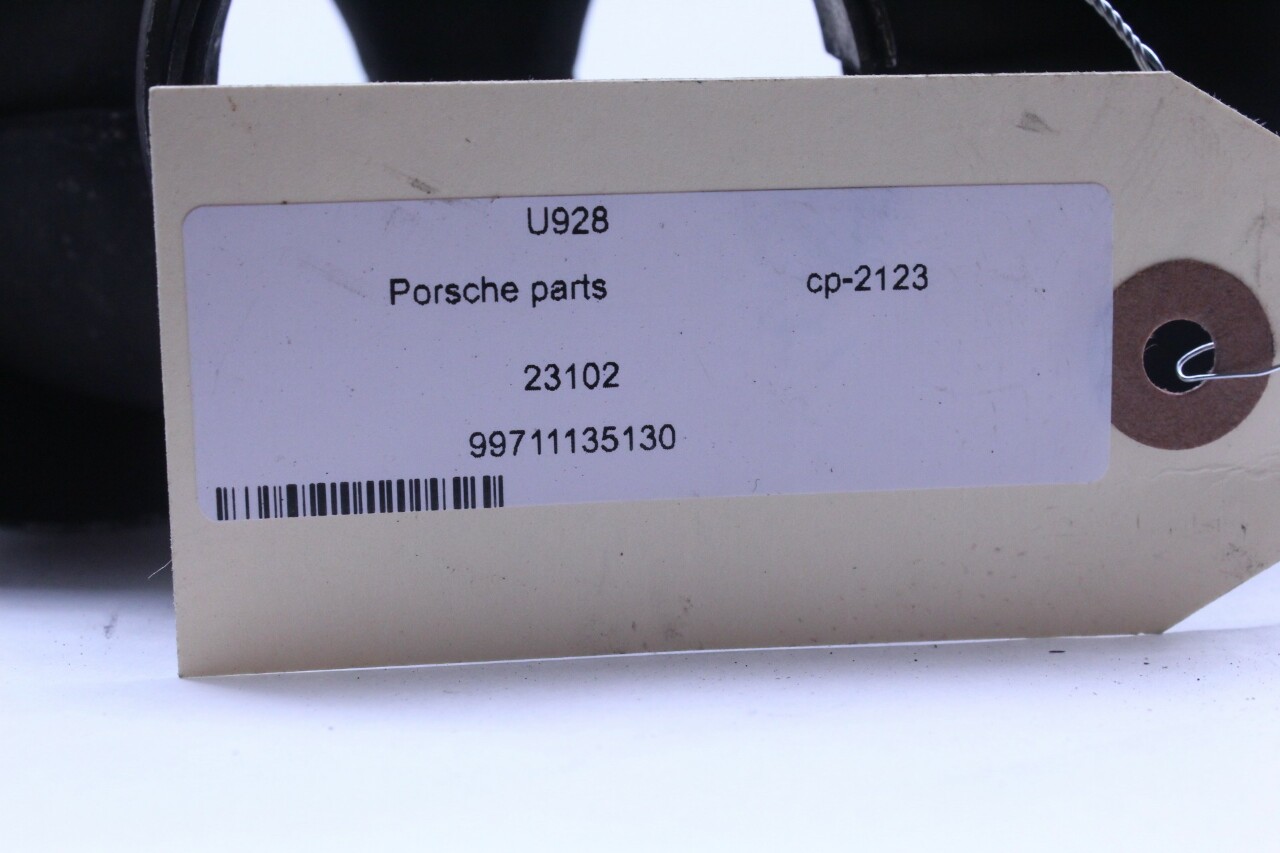 U928
Porsche parts cp-2123
23102
99711135130